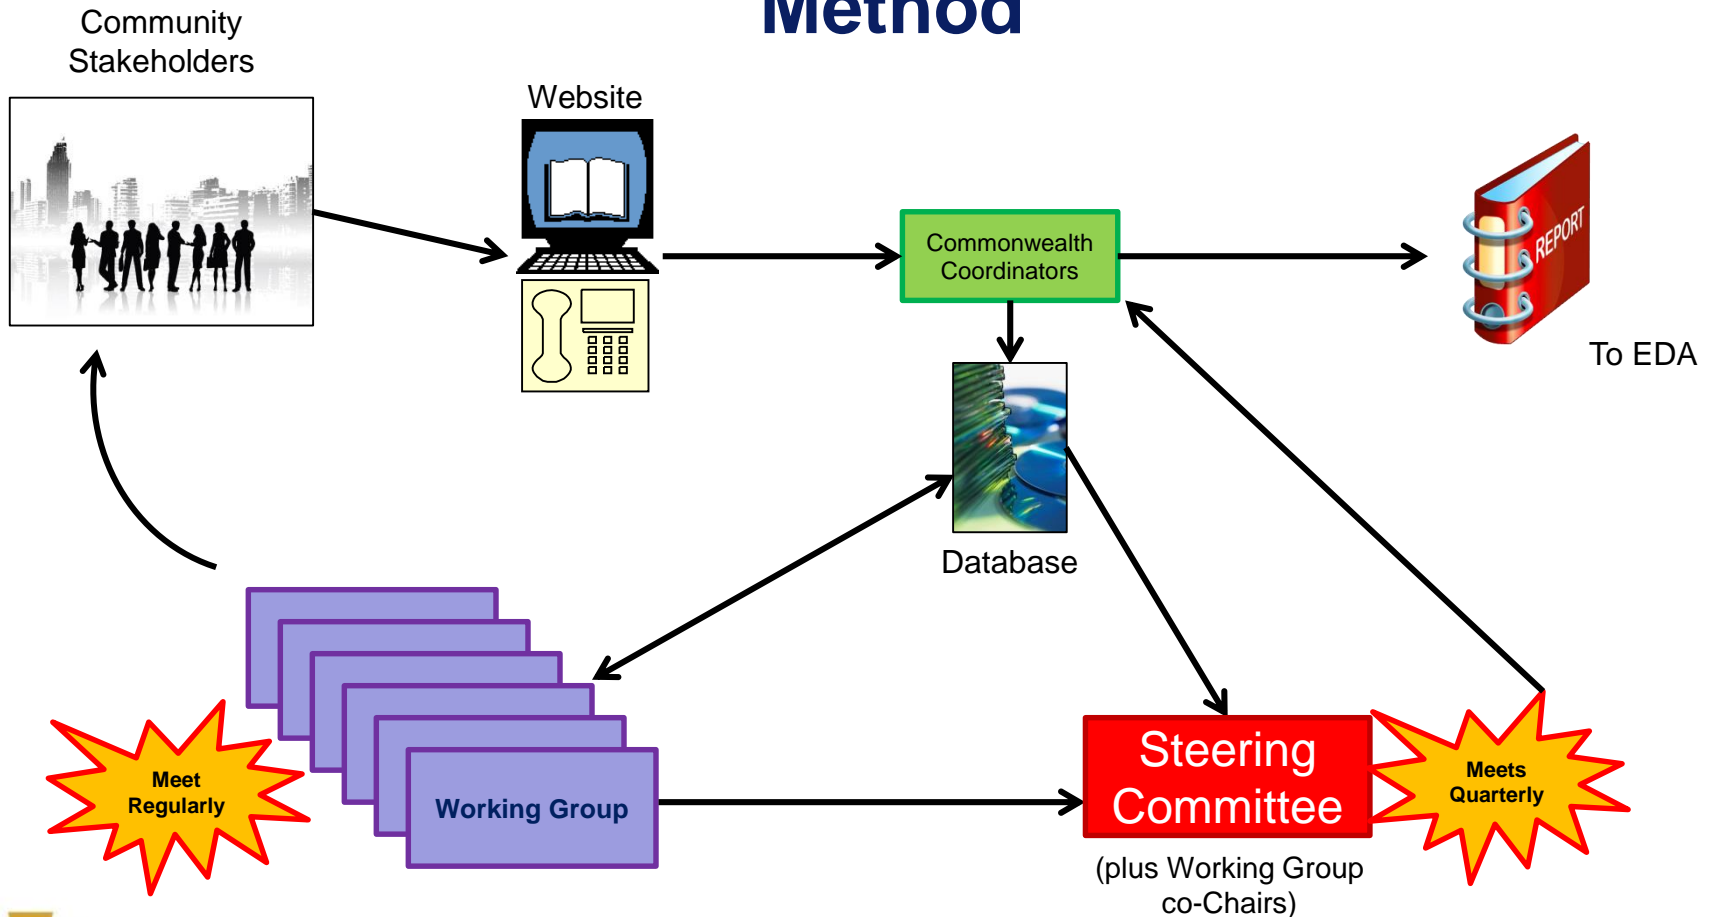 Method
Community
Stakeholders
Website
Commonwealth
Coordinators
REPORT
To EDA
Database
Meet
Regularly
Working Group
Steering
Committee
Meets
Quarterly
(plus Working Group
co-Chairs)